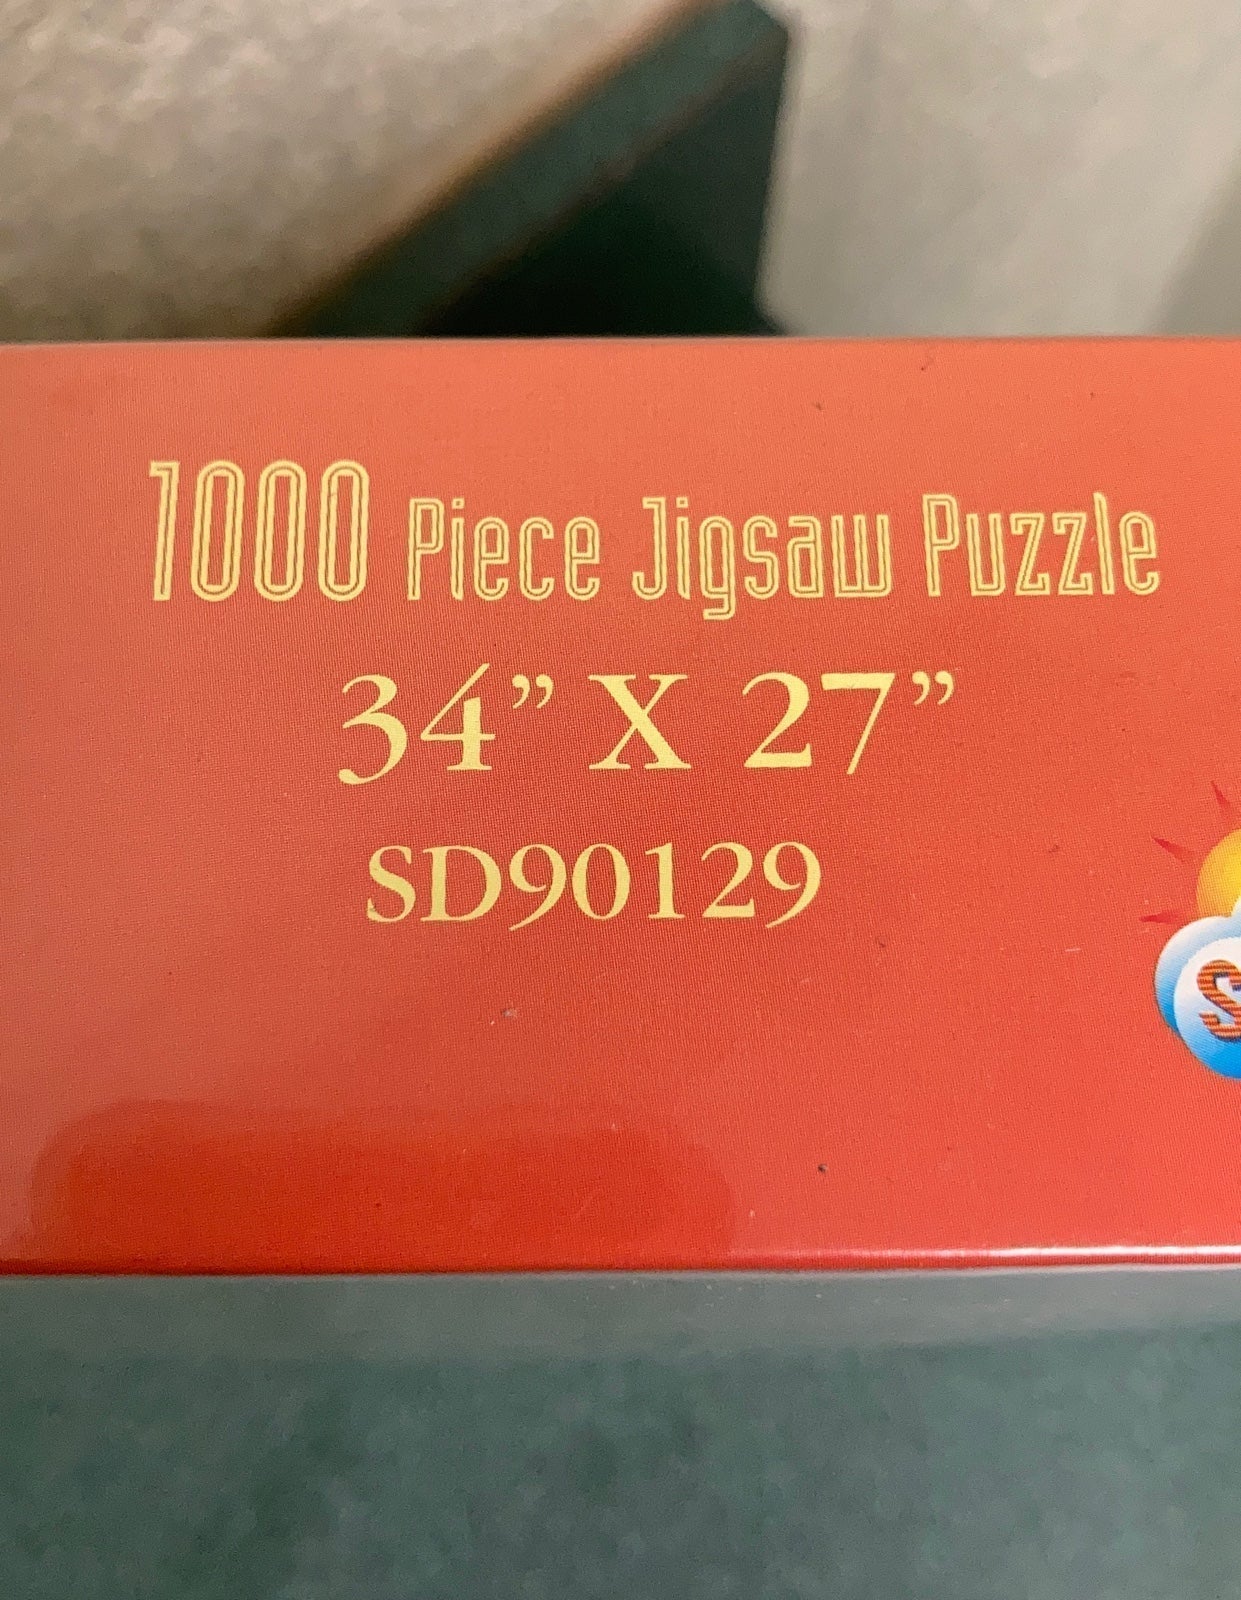 1000 Piece Jigsaw Puzzle
34” X 27”
SD90129
S